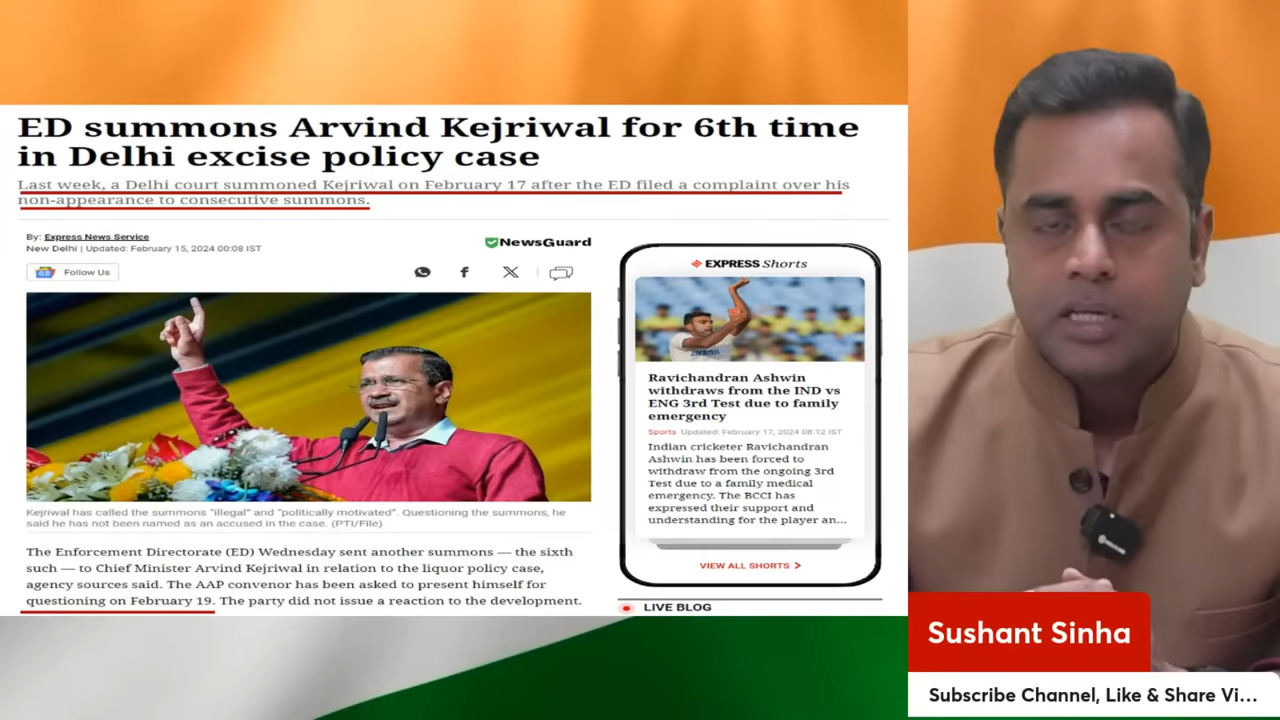 ED summons Arvind Kejriwal for 6th time
in Delhi excise policy case
Last week, a Delhi court summoned Kejriwal on February 17 after the ED filed a complaint over his
non-appearance to consecutive summons.
By: Express News Service
New Delhi | Updated: February 15, 2024 00:08 IST
NewsGuard
Follow Us
Kejriwal has called the summons "illegal" and "politically motivated". Questioning the summons, he
said he has not been named as an accused in the case. (PTI/File)
The Enforcement Directorate (ED) Wednesday sent another summons — the sixth
such — to Chief Minister Arvind Kejriwal in relation to the liquor policy case,
agency sources said. The AAP convenor has been asked to present himself for
questioning on February 19. The party did not issue a reaction to the development.
EXPRESS Shorts
Ravichandran Ashwin
withdraws from the IND vs
ENG 3rd Test due to family
emergency
Sports Updated: February 17, 2024 08:12 IST
Indian cricketer Ravichandran
Ashwin has been forced to
withdraw from the ongoing 3rd
Test due to a family medical
emergency. The BCCI has
expressed their support and
understanding for the player an...
VIEW ALL SHORTS
LIVE BLOG
Sushant Sinha
Subscribe Channel, Like & Share Vi...